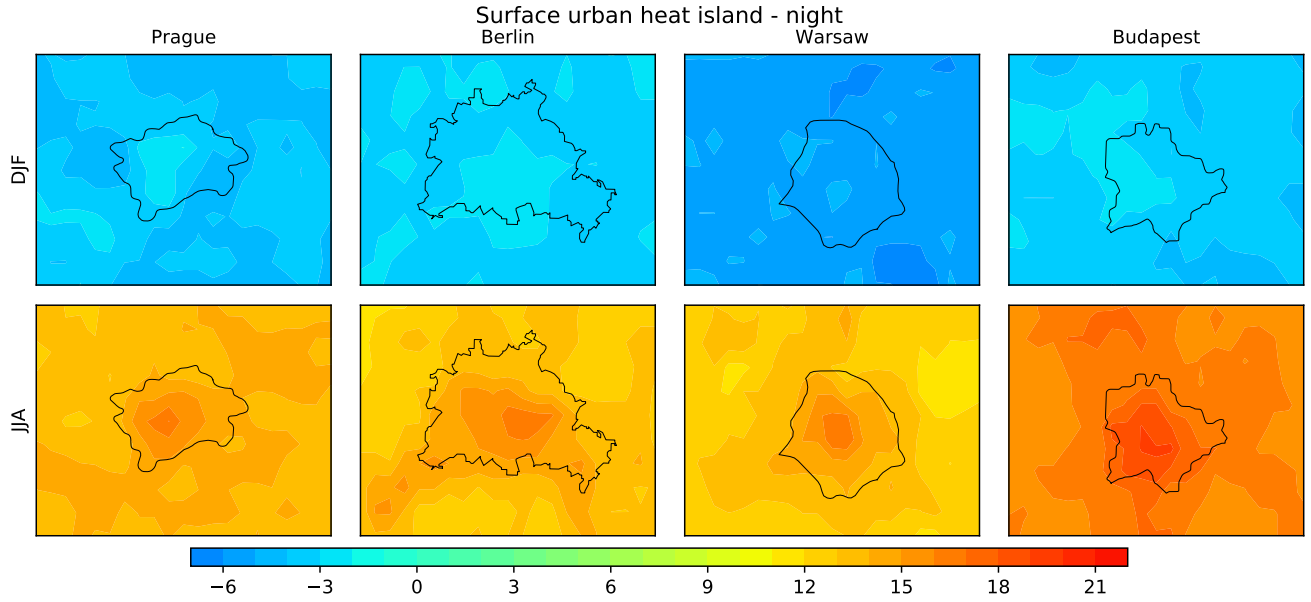 Surface urban heat island - night
Prague Berlin Warsaw Budapest
DJF
JJA
−6 −3 0 3 6 9 12 15 18 21